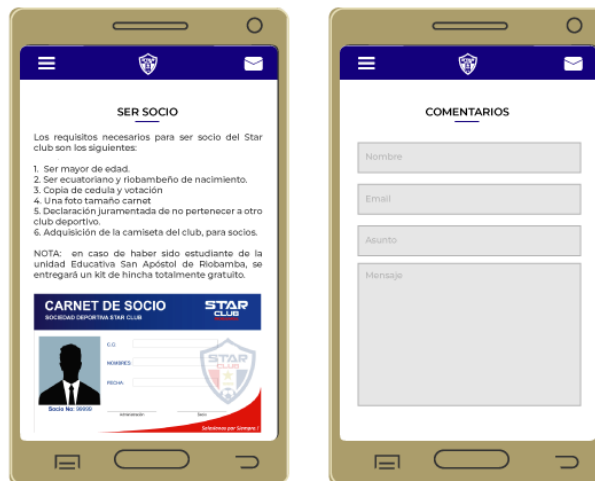 SER SOCIO
Los requisitos necesarios para ser socio del Star
club son los siguientes:
1. Ser mayor de edad.
2. Ser ecuatoriano y riobambeño de nacimiento.
3. Copia de cedula y votación
4. Una foto tamaño carnet
5. Declaración juramentada de no pertenecer a otro
club deportivo.
6. Adquisición de la camiseta del club, para socios.
NOTA: en caso de haber sido estudiante de la
unidad Educativa San Apóstol de Riobamba, se
entregará un kit de hincha totalmente gratuito.
CARNET DE SOCIO
SOCIEDAD DEPORTIVA STAR CLUB
STAR
CLUB
NOMBRES
FECHA
STAR
CLUB
Socio No: 99999
Socio
Selesianos por Siempre !
COMENTARIOS
Nombre
Email
Asunto
Mensaje